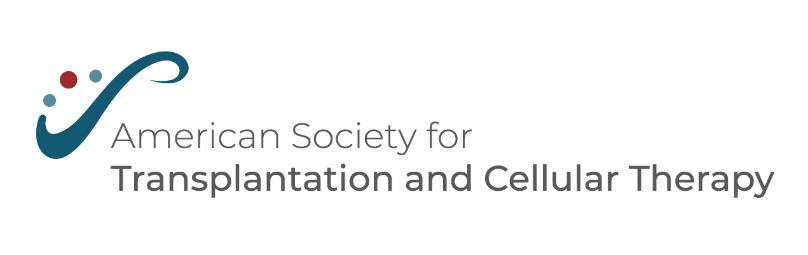 American Society for
Transplantation and Cellular Therapy